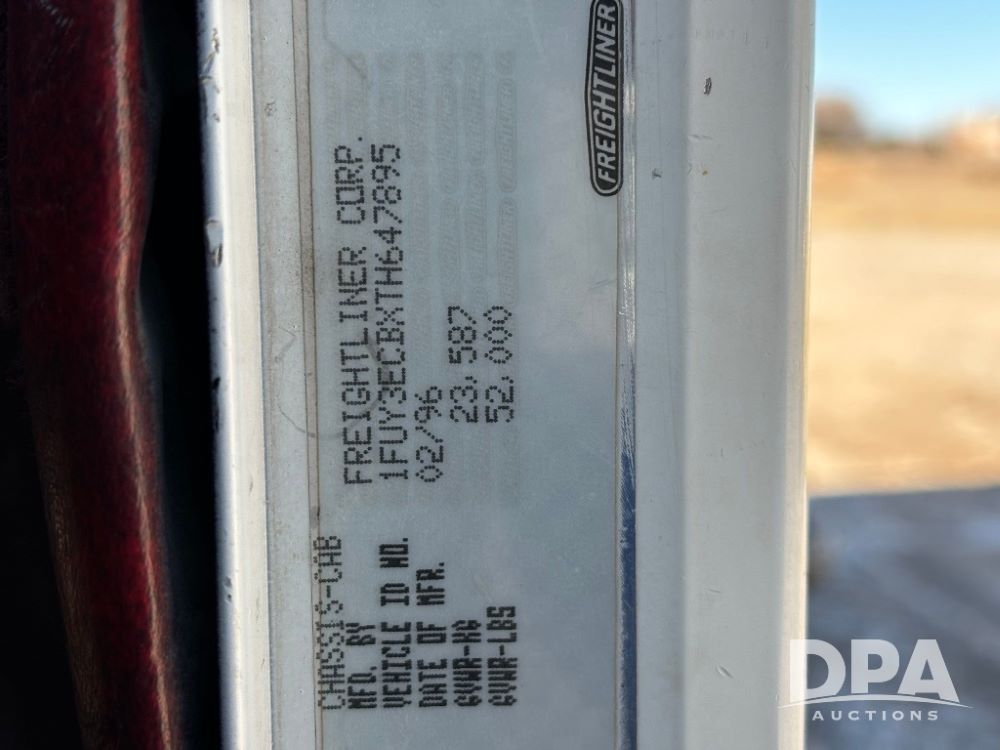 FREIGHTLINER
CHASSIS-CAB
MFD. BY FREIGHTLINER CORP.
VEHICLE ID NO. 1FUY3ECBXTH647895
DATE OF MFR. 02/96
GVWR-KG 23,587
GVWR-LBS 52,000
DPA
AUCTIONS